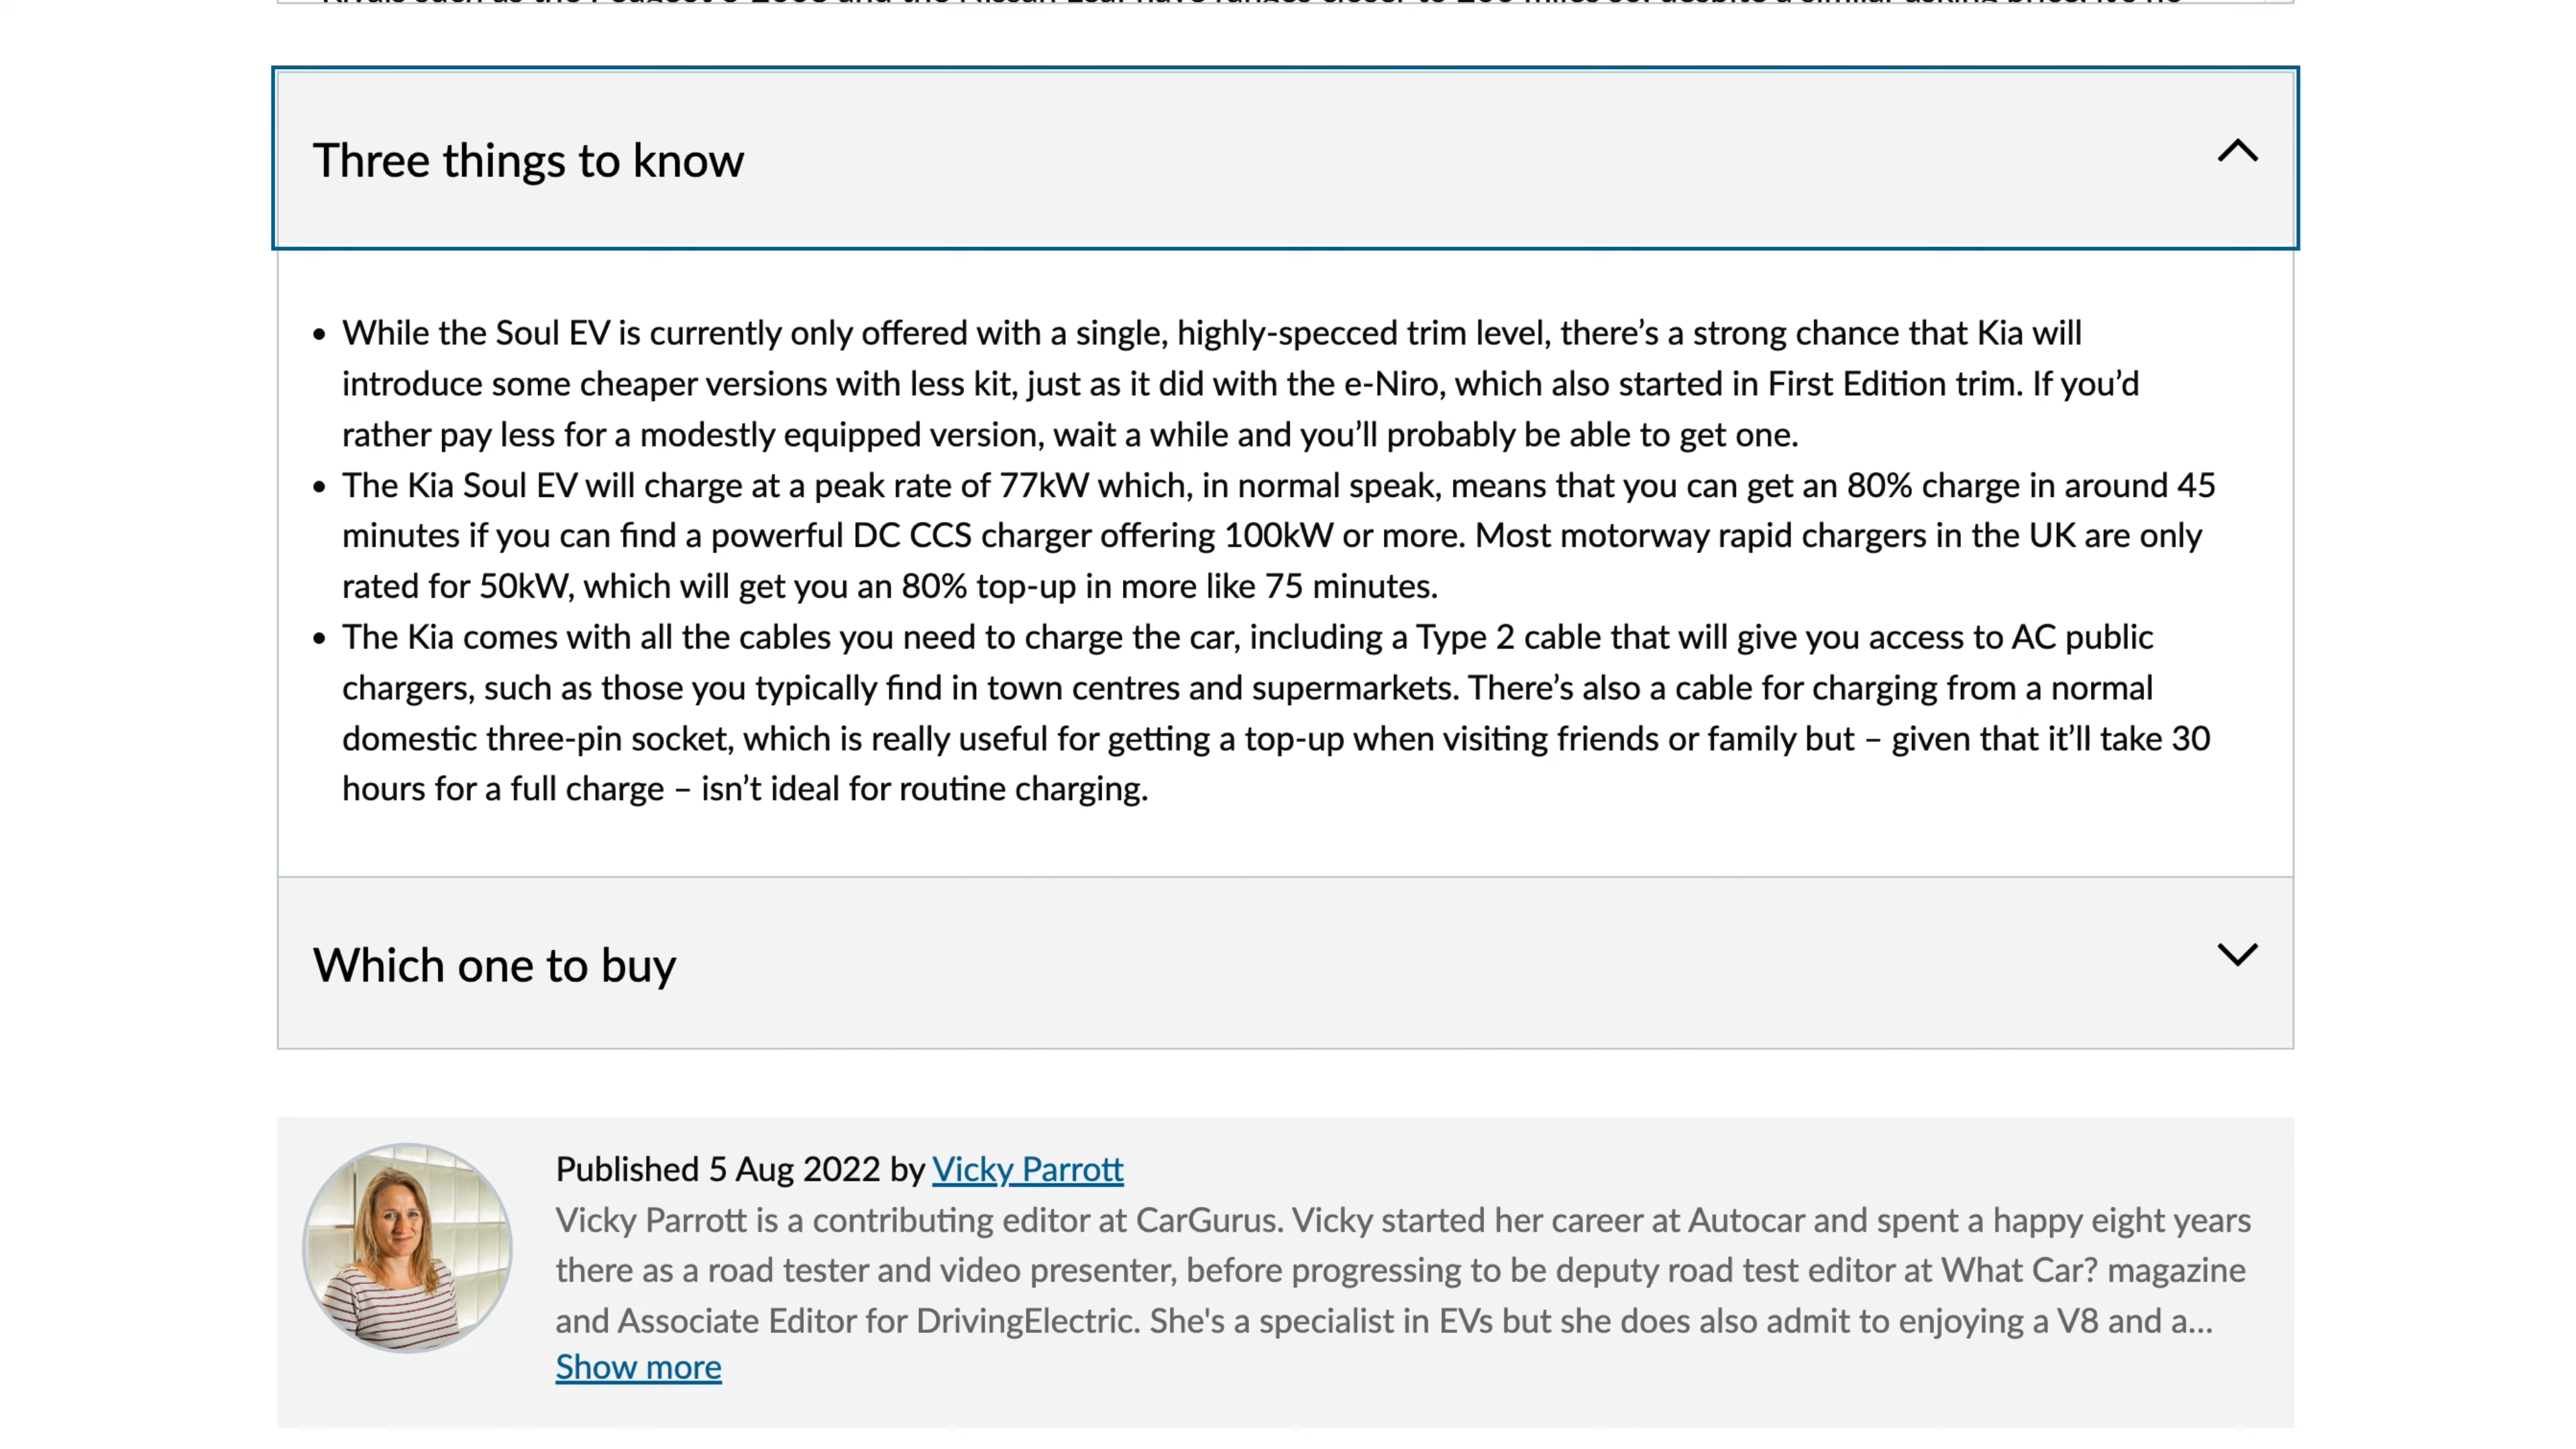 Three things to know
While the Soul EV is currently only offered with a single, highly-specced trim level, there’s a strong chance that Kia will
introduce some cheaper versions with less kit, just as it did with the e-Niro, which also started in First Edition trim. If you’d
rather pay less for a modestly equipped version, wait a while and you’ll probably be able to get one.
The Kia Soul EV will charge at a peak rate of 77kW which, in normal speak, means that you can get an 80% charge in around 45
minutes if you can find a powerful DC CCS charger offering 100kW or more. Most motorway rapid chargers in the UK are only
rated for 50kW, which will get you an 80% top-up in more like 75 minutes.
The Kia comes with all the cables you need to charge the car, including a Type 2 cable that will give you access to AC public
chargers, such as those you typically find in town centres and supermarkets. There’s also a cable for charging from a normal
domestic three-pin socket, which is really useful for getting a top-up when visiting friends or family but – given that it’ll take 30
hours for a full charge – isn’t ideal for routine charging.
Which one to buy
Published 5 Aug 2022 by Vicky Parrott
Vicky Parrott is a contributing editor at CarGurus. Vicky started her career at Autocar and spent a happy eight years
there as a road tester and video presenter, before progressing to be deputy road test editor at What Car? magazine
and Associate Editor for DrivingElectric. She's a specialist in EVs but she does also admit to enjoying a V8 and a...
Show more